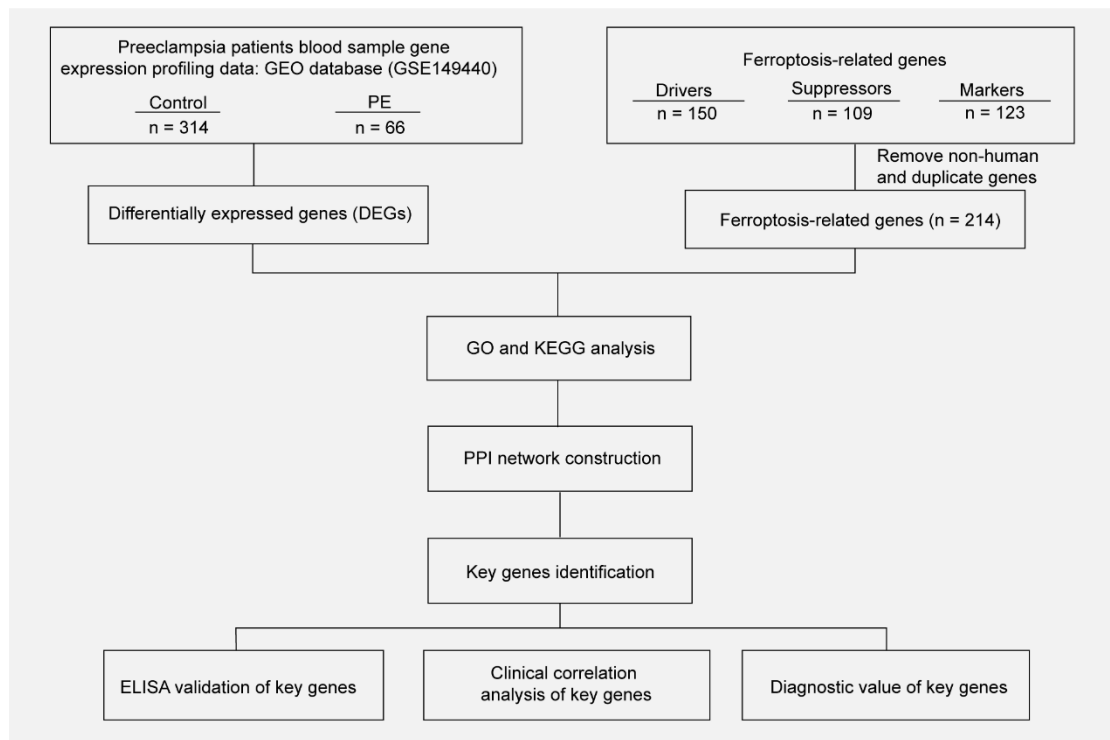 Preeclampsia patients blood sample gene
expression profiling data: GEO database (GSE149440)
Control
n = 314
PE
n = 66
Ferroptosis-related genes
Drivers
n = 150
Suppressors
n = 109
Markers
n = 123
Remove non-human
and duplicate genes
Differentially expressed genes (DEGs)
Ferroptosis-related genes (n = 214)
GO and KEGG analysis
PPI network construction
Key genes identification
ELISA validation of key genes
Clinical correlation
analysis of key genes
Diagnostic value of key genes